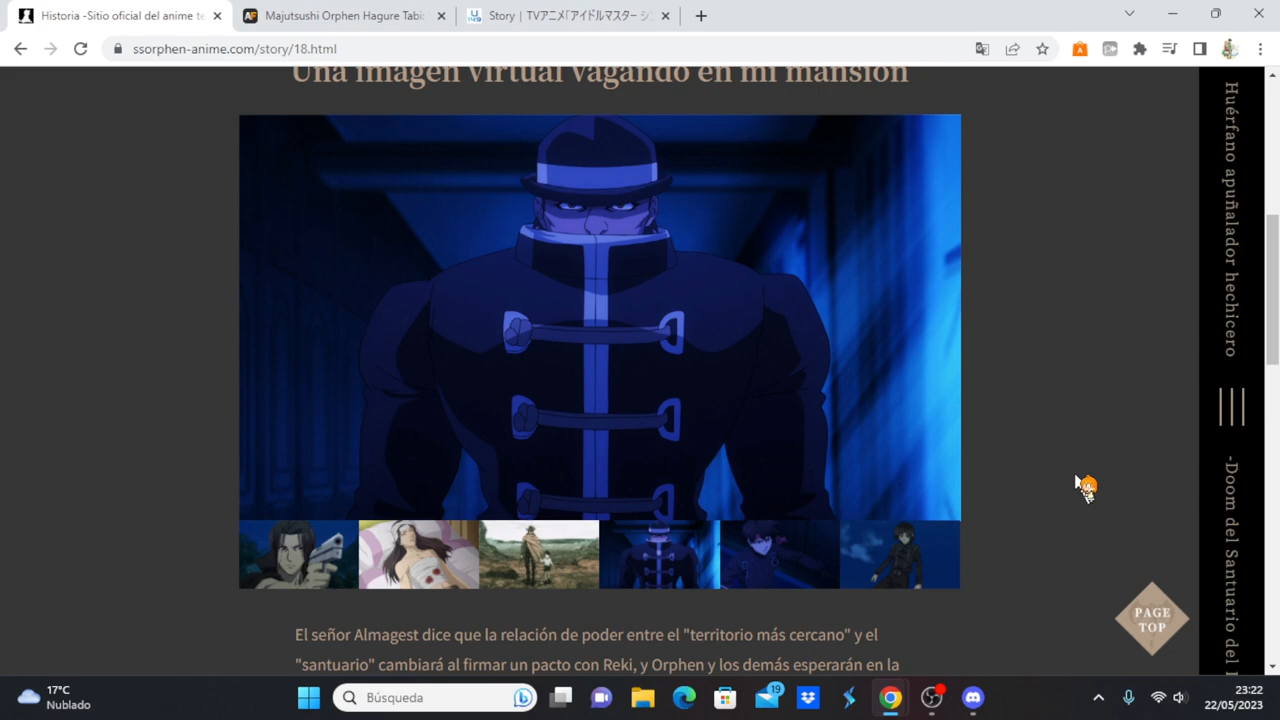 Historia -Sitio oficial del anime te
Majutsushi Orphen Hagure Tabi
Story | TVアニメ「アイドルマスター シン
ssorphen-anime.com/story/18.html
Una imagen virtual vagando en mi mansión
El señor Almagest dice que la relación de poder entre el "territorio más cercano" y el
"santuario" cambiará al firmar un pacto con Reki, y Orphen y los demás esperarán en la
Huérfano apuñalador hechicero
-Doom del Santuario del
PAGE
TOP
17°C
Nublado
Búsqueda
19
23:22
22/05/2023